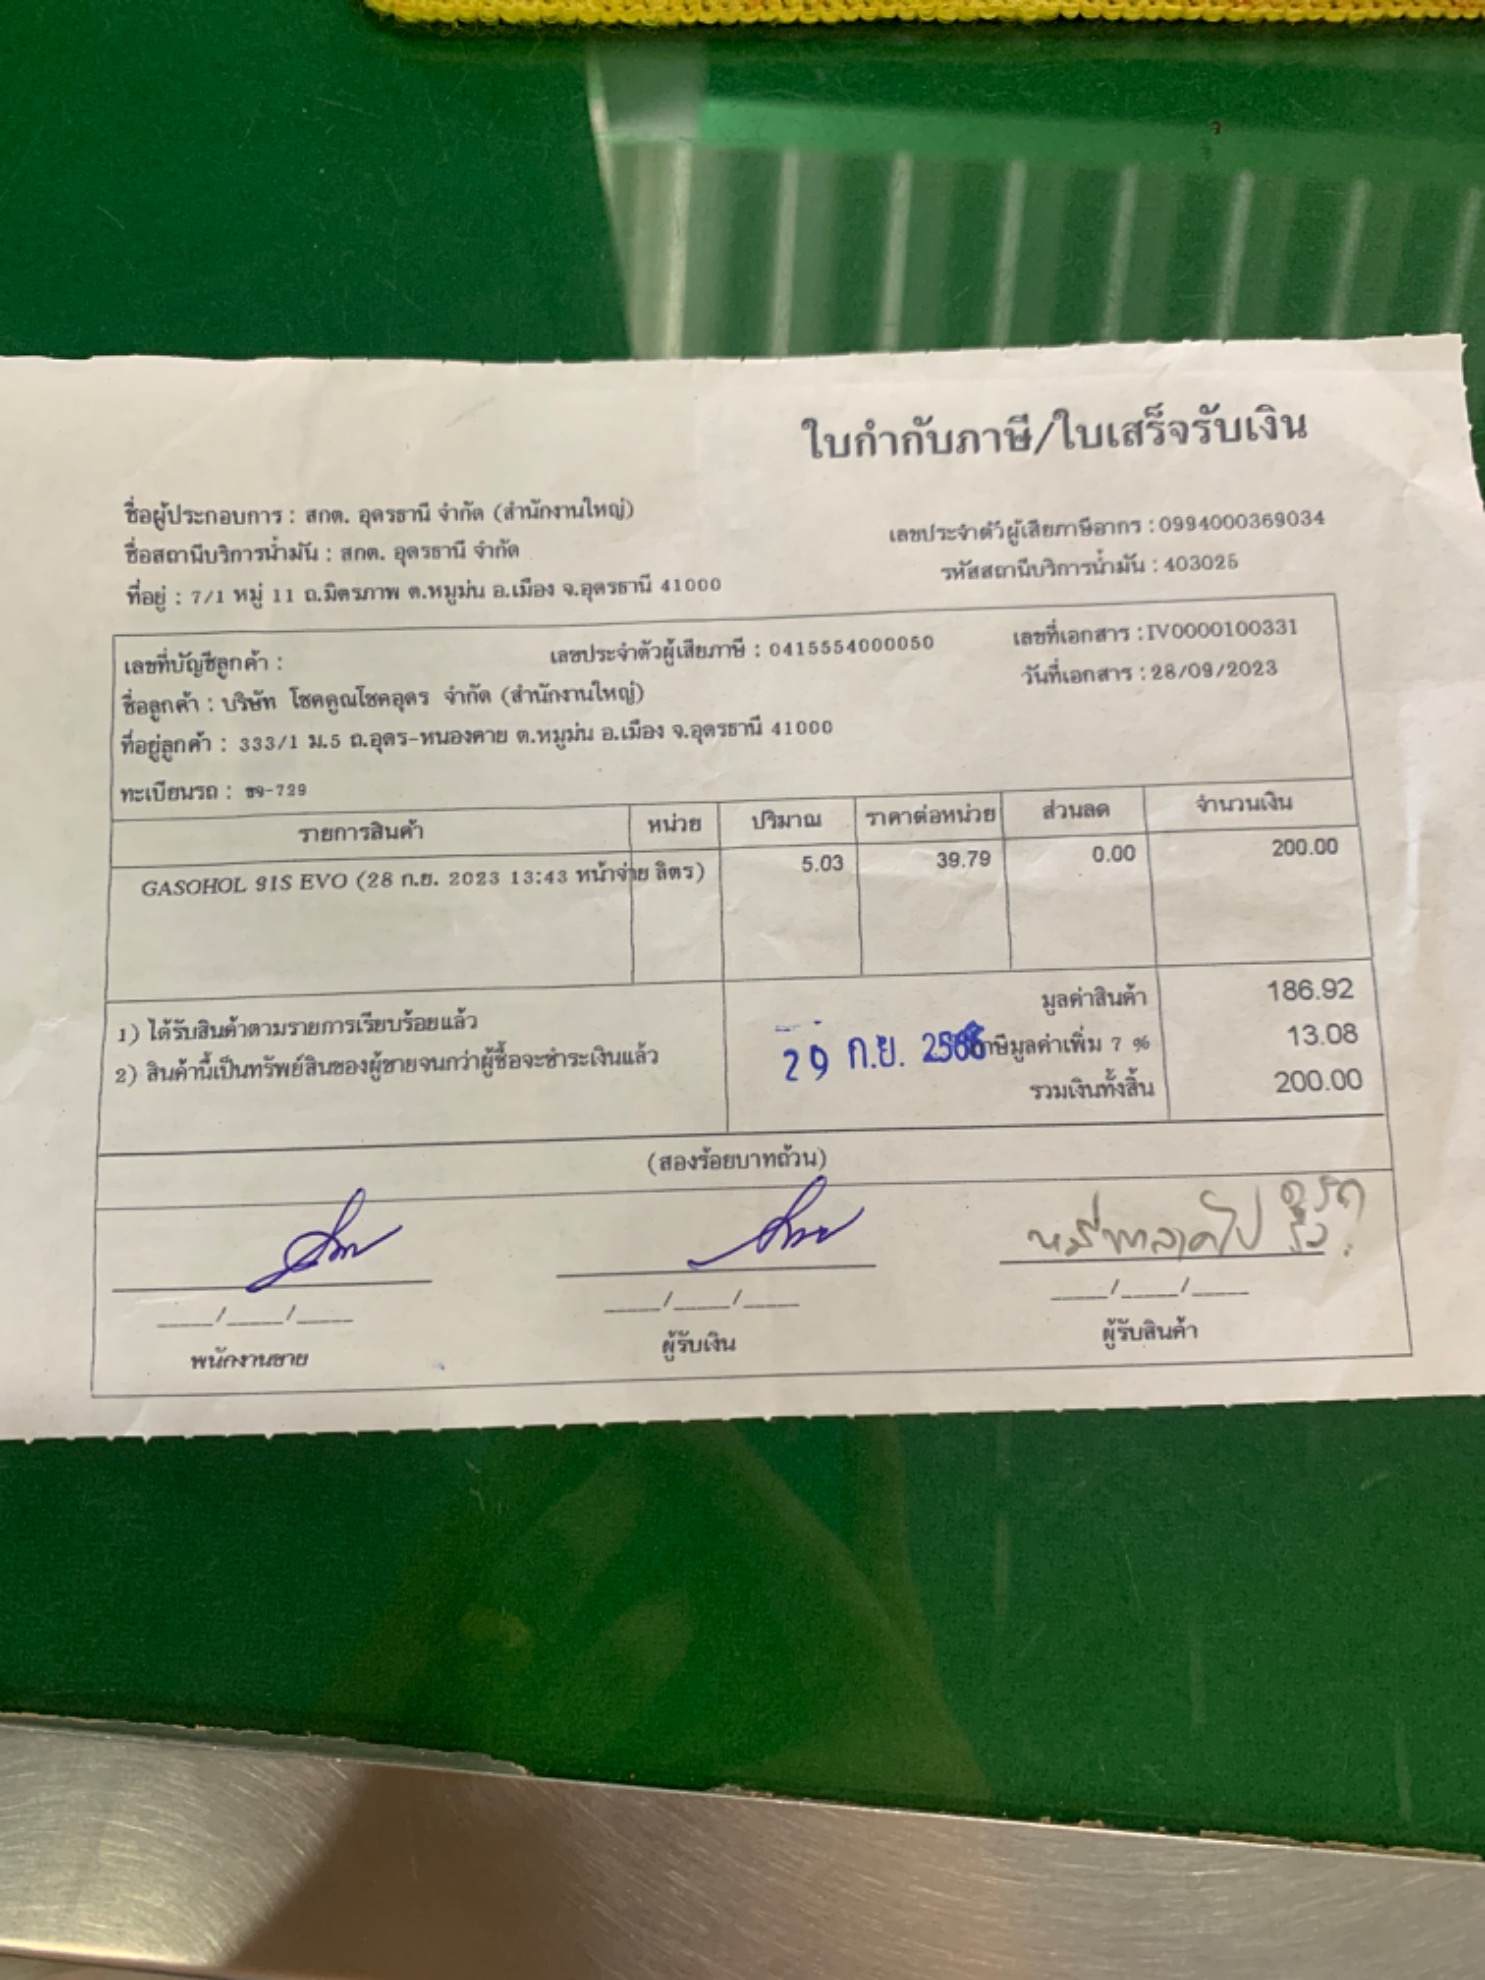 ใบกำกับภาษี/ใบเสร็จรับเงิน
ชื่อผู้ประกอบการ : สกต. อุดรธานี จำกัด (สำนักงานใหญ่)
เลขประจำตัวผู้เสียภาษีอากร : 0994000369034
ชื่อสถานีบริการน้ำมัน : สกต. อุดรธานี จำกัด
รหัสสถานีบริการน้ำมัน : 403025
ที่อยู่ : 7/1 หมู่ 11 ถ.มิตรภาพ ต.หมูม่น อ.เมือง จ.อุดรธานี 41000
เลขที่บัญชีลูกค้า : เลขประจำตัวผู้เสียภาษี : 0415554000050 เลขที่เอกสาร : IV0000100331
ชื่อลูกค้า : บริษัท โชคคูณโชคอุดร จำกัด (สำนักงานใหญ่) วันที่เอกสาร : 28/09/2023
ที่อยู่ลูกค้า : 333/1 ม.5 ถ.อุดร-หนองคาย ต.หมูม่น อ.เมือง จ.อุดรธานี 41000
ทะเบียนรถ : -729
รายการสินค้า หน่วย ปริมาณ ราคาต่อหน่วย ส่วนลด จำนวนเงิน
GASOHOL 91S EVO (28 ก.ย. 2023 13:43 หน้าจ่าย ลิตร) 5.03 39.79 0.00 200.00
1) ได้รับสินค้าตามรายการเรียบร้อยแล้ว มูลค่าสินค้า 186.92
2) สินค้านี้เป็นทรัพย์สินของผู้ขายจนกว่าผู้ซื้อจะชำระเงินแล้ว 29 ก.ย. 2566 ภาษีมูลค่าเพิ่ม 7 % 13.08
รวมเงินทั้งสิ้น 200.00
(สองร้อยบาทถ้วน)
____/____/____ ____/____/____ ____/____/____
พนักงานขาย ผู้รับเงิน ผู้รับสินค้า